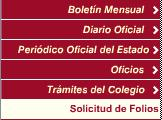 Boletín Mensual
Diario Oficial
Periódico Oficial del Estado
Oficios
Trámites del Colegio
Solicitud de Folios